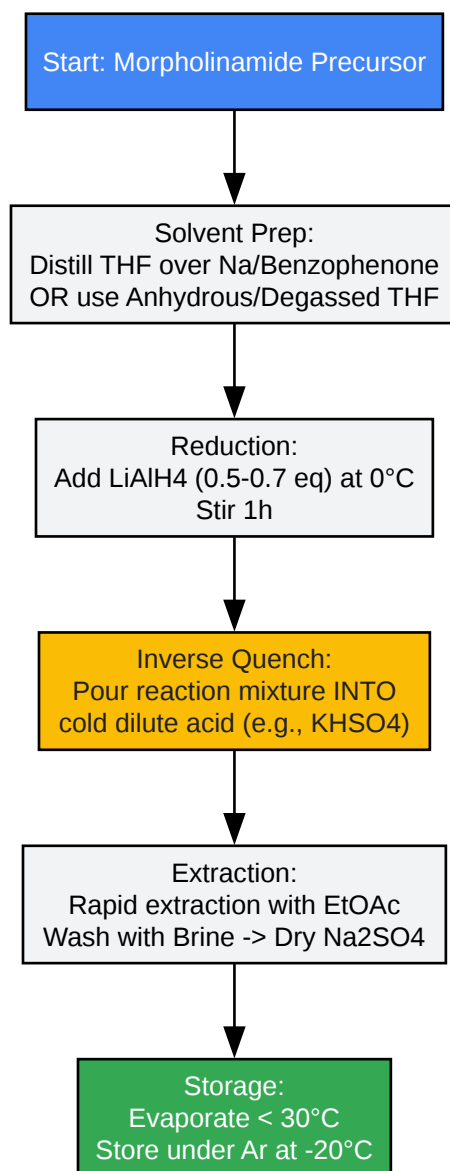 Start: Morpholinamide Precursor
Solvent Prep:
Distill THF over Na/Benzophenone
OR use Anhydrous/Degassed THF
Reduction:
Add LiAlH4 (0.5-0.7 eq) at 0°C
Stir 1h
Inverse Quench:
Pour reaction mixture INTO
cold dilute acid (e.g., KHSO4)
Extraction:
Rapid extraction with EtOAc
Wash with Brine -> Dry Na2SO4
Storage:
Evaporate < 30°C
Store under Ar at -20°C